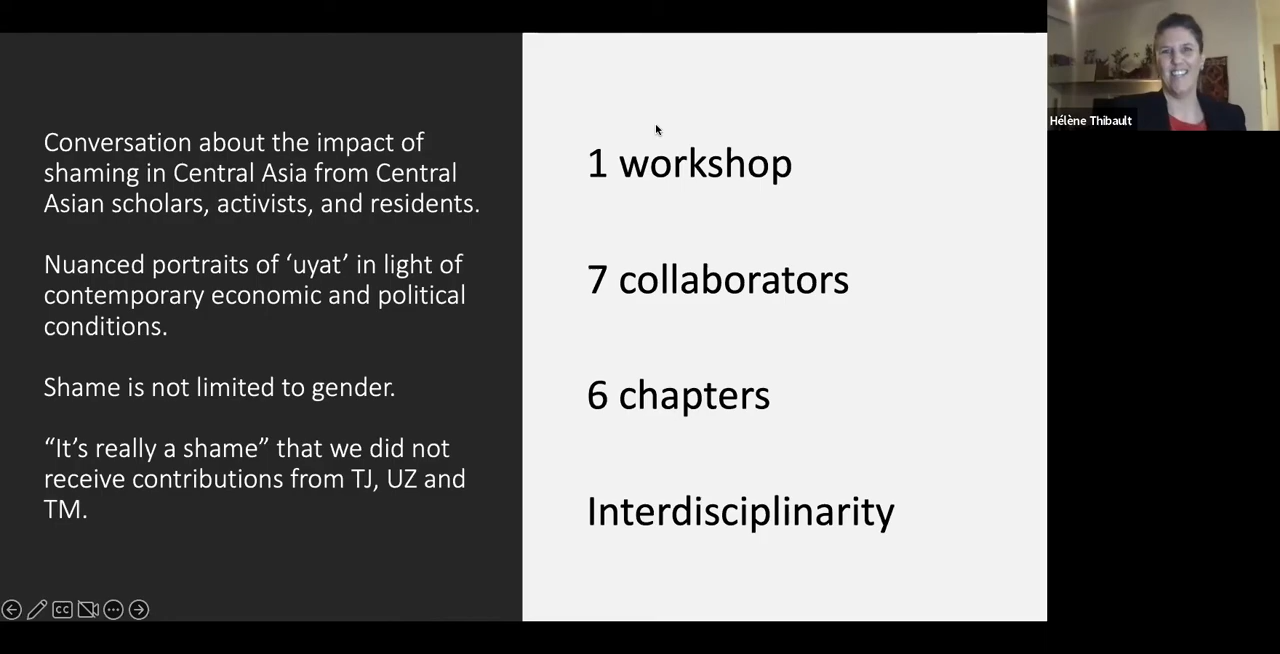 Conversation about the impact of
shaming in Central Asia from Central
Asian scholars, activists, and residents.
Nuanced portraits of ‘uyat’ in light of
contemporary economic and political
conditions.
Shame is not limited to gender.
“It’s really a shame” that we did not
receive contributions from TJ, UZ and
TM.
1 workshop
7 collaborators
6 chapters
Interdisciplinarity
Hélène Thibault
CC